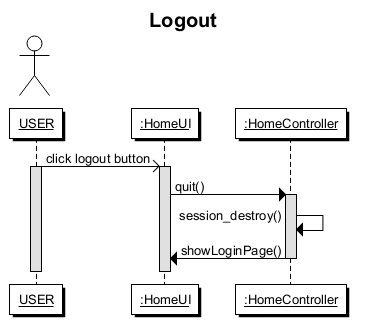 Logout
USER
:HomeUI
:HomeController
click logout button
quit()
session_destroy()
showLoginPage()
USER
:HomeUI
:HomeController